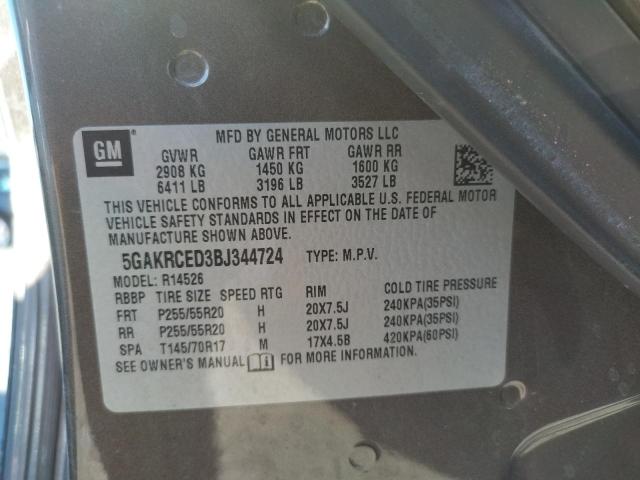 GM
MFD BY GENERAL MOTORS LLC
GVWR GAWR FRT GAWR RR
2908 KG 1450 KG 1600 KG
6411 LB 3196 LB 3527 LB
THIS VEHICLE CONFORMS TO ALL APPLICABLE U.S. FEDERAL MOTOR
VEHICLE SAFETY STANDARDS IN EFFECT ON THE DATE OF
MANUFACTURE SHOWN ABOVE.
5GAKRCED3BJ344724 TYPE: M.P.V.
MODEL: R14526
RBBP TIRE SIZE SPEED RTG RIM COLD TIRE PRESSURE
FRT P255/55R20 H 20X7.5J 240KPA(35PSI)
RR P255/55R20 H 20X7.5J 240KPA(35PSI)
SPA T145/70R17 M 17X4.5B 420KPA(60PSI)
SEE OWNER'S MANUAL FOR MORE INFORMATION.